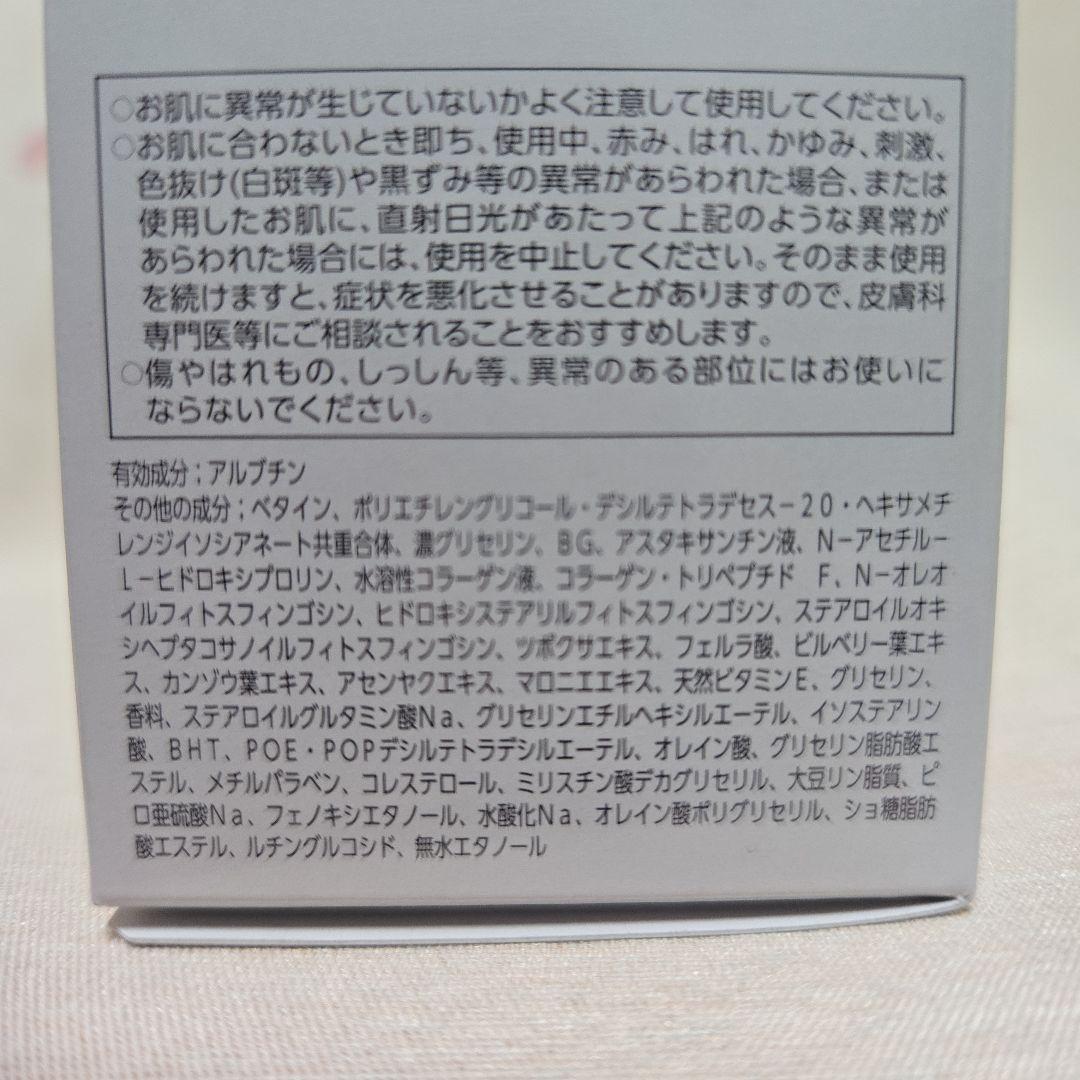 ○お肌に異常が生じていないかよく注意して使用してください。
○お肌に合わないとき即ち、使用中、赤み、はれ、かゆみ、刺激、
色抜け(白斑等)や黒ずみ等の異常があらわれた場合、または
使用したお肌に、直射日光があたって上記のような異常が
あらわれた場合には、使用を中止してください。そのまま使用
を続けますと、症状を悪化させることがありますので、皮膚科
専門医等にご相談されることをおすすめします。
○傷やはれもの、しっしん等、異常のある部位にはお使いに
ならないでください。
有効成分；アルブチン
その他の成分；ベタイン、ポリエチレングリコール・デシルテトラデセス－２０・ヘキサメチ
レンジイソシアネート共重合体、濃グリセリン、ＢＧ、アスタキサンチン液、Ｎ－アセチル－
Ｌ－ヒドロキシプロリン、水溶性コラーゲン液、コラーゲン・トリペプチド　Ｆ、Ｎ－オレオ
イルフィトスフィンゴシン、ヒドロキシステアリルフィトスフィンゴシン、ステアロイルオキ
シヘプタコサノイルフィトスフィンゴシン、ツボクサエキス、フェルラ酸、ビルベリー葉エキ
ス、カンゾウ葉エキス、アセンヤクエキス、マロニエエキス、天然ビタミンＥ、グリセリン、
香料、ステアロイルグルタミン酸Ｎａ、グリセリンエチルヘキシルエーテル、イソステアリン
酸、ＢＨＴ、ＰＯＥ・ＰＯＰデシルテトラデシルエーテル、オレイン酸、グリセリン脂肪酸エ
ステル、メチルパラベン、コレステロール、ミリスチン酸デカグリセリル、大豆リン脂質、ピ
ロ亜硫酸Ｎａ、フェノキシエタノール、水酸化Ｎａ、オレイン酸ポリグリセリル、ショ糖脂肪
酸エステル、ルチングルコシド、無水エタノール